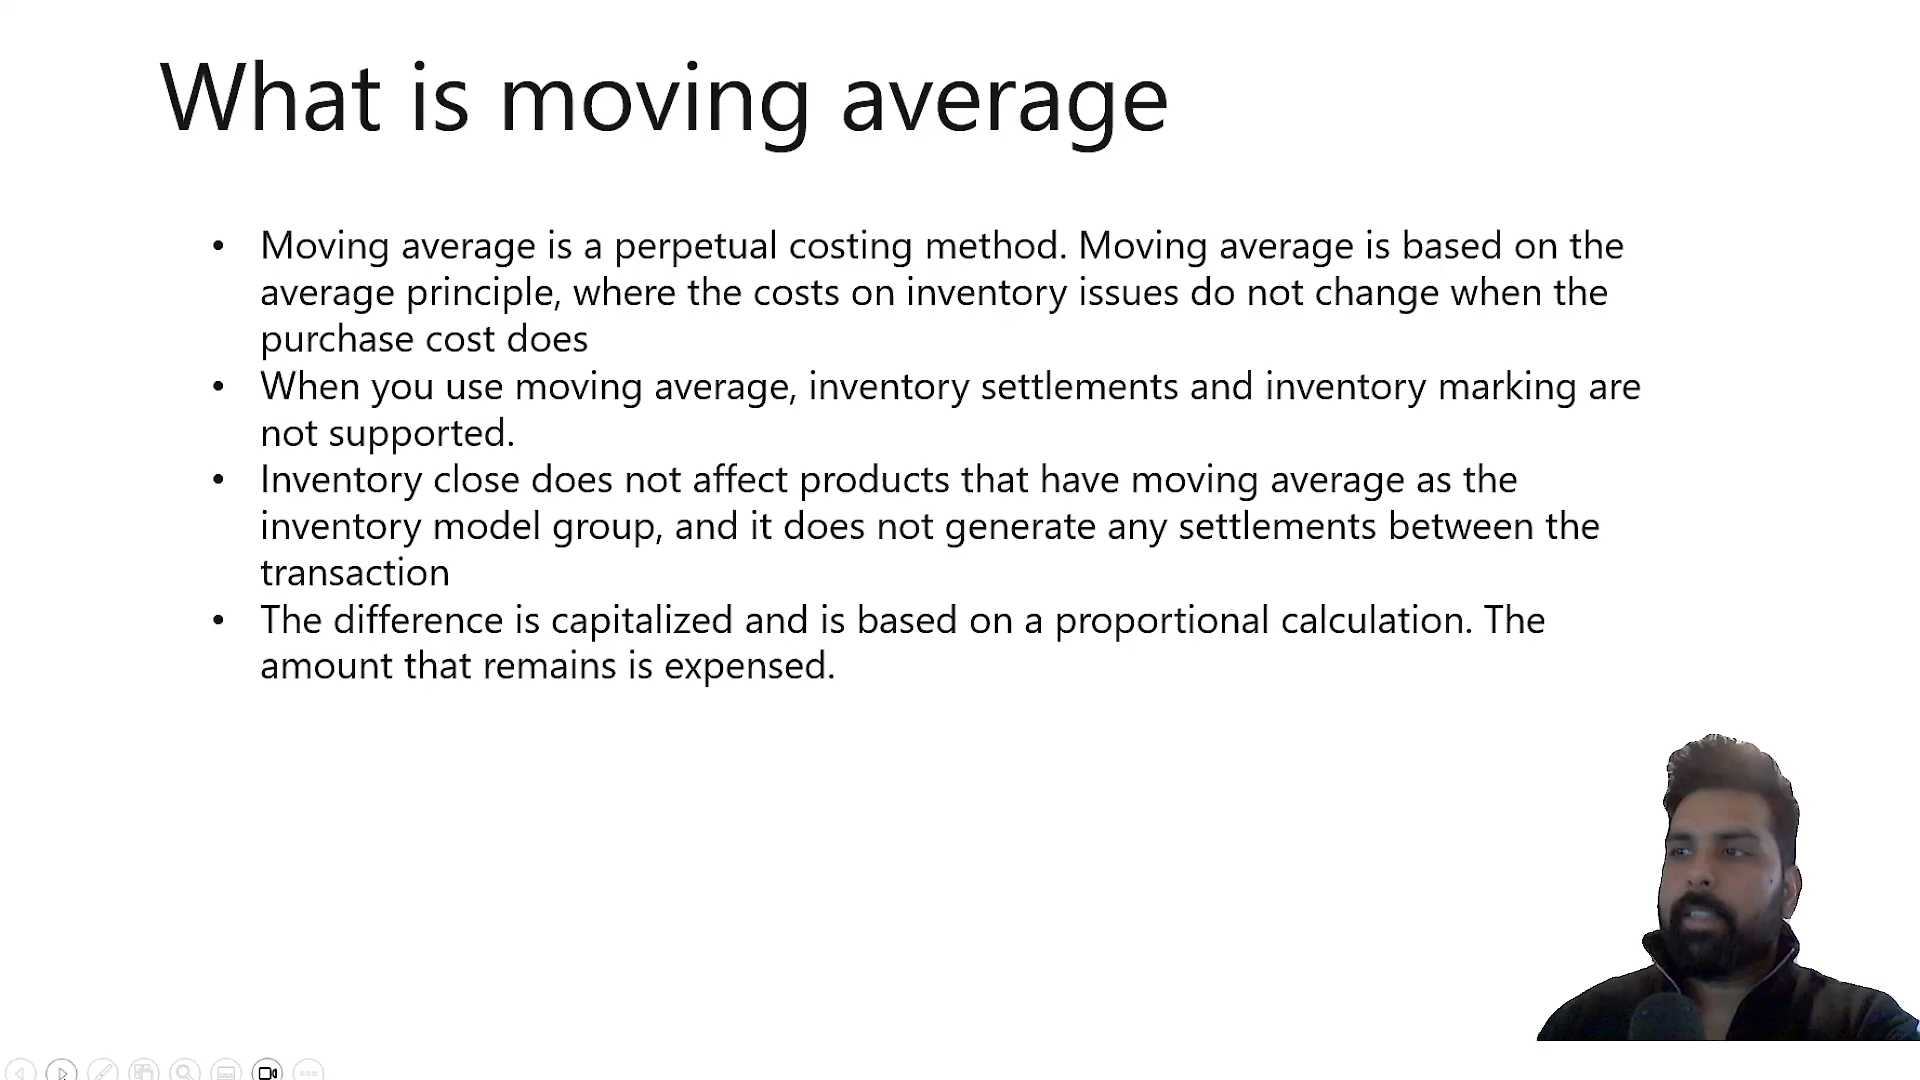 What is moving average
• Moving average is a perpetual costing method. Moving average is based on the
average principle, where the costs on inventory issues do not change when the
purchase cost does
• When you use moving average, inventory settlements and inventory marking are
not supported.
• Inventory close does not affect products that have moving average as the
inventory model group, and it does not generate any settlements between the
transaction
• The difference is capitalized and is based on a proportional calculation. The
amount that remains is expensed.